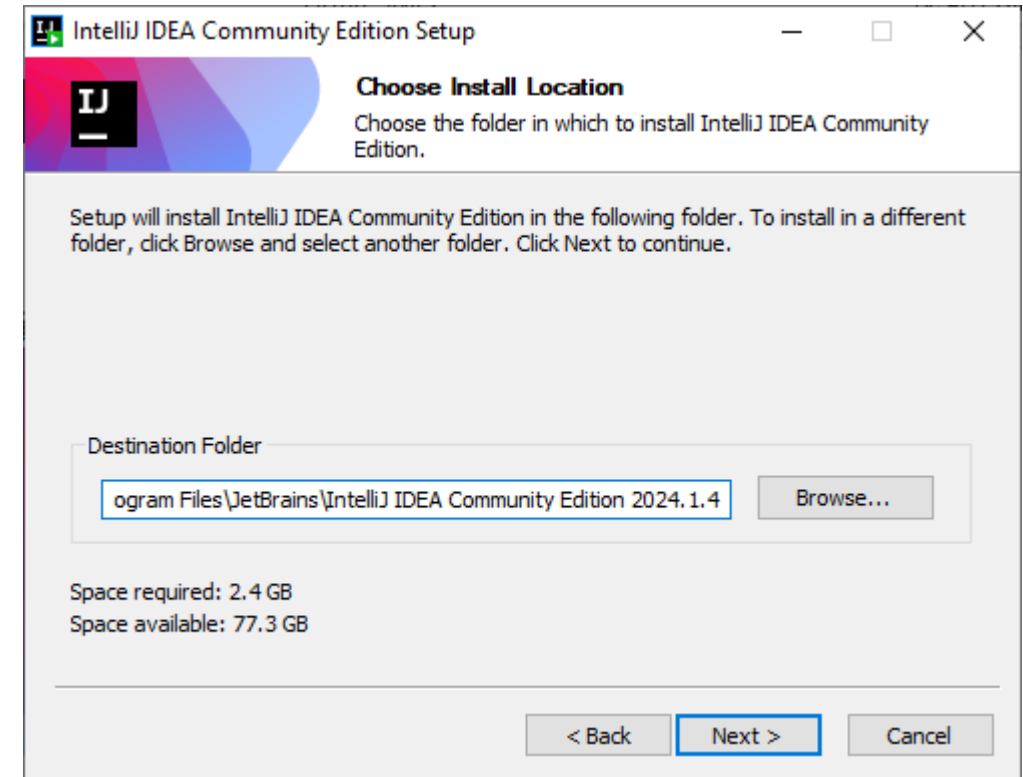 IntelliJ IDEA Community Edition Setup
IJ
Choose Install Location
Choose the folder in which to install IntelliJ IDEA Community
Edition.
Setup will install IntelliJ IDEA Community Edition in the following folder. To install in a different
folder, click Browse and select another folder. Click Next to continue.
Destination Folder
ogram Files\JetBrains\IntelliJ IDEA Community Edition 2024.1.4
Browse...
Space required: 2.4 GB
Space available: 77.3 GB
< Back
Next >
Cancel